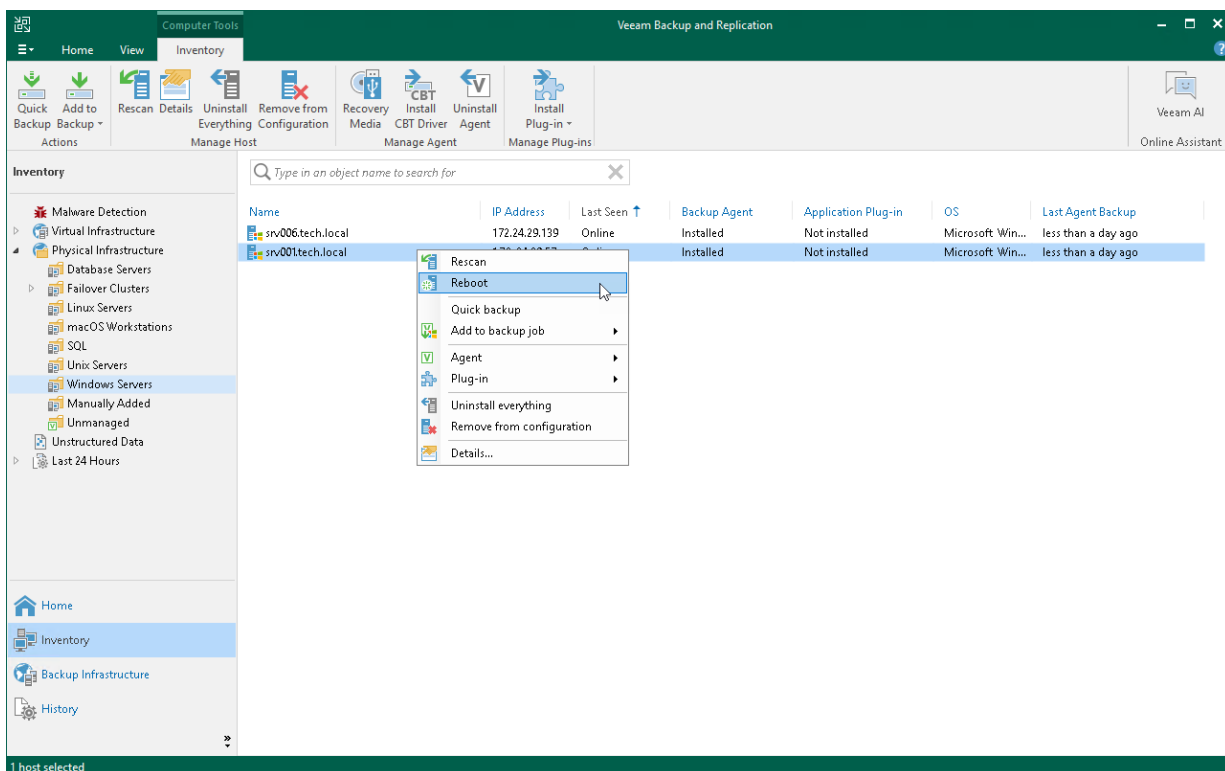 Computer Tools
Veeam Backup and Replication
Home View Inventory
Quick Backup
Add to Backup
Rescan
Details
Uninstall Everything
Remove from Configuration
Recovery Media
CBT
Install CBT Driver
Uninstall Agent
Install Plug-in
Veeam AI
Actions
Manage Host
Manage Agent
Manage Plug-ins
Online Assistant
Inventory
Type in an object name to search for
Malware Detection
Virtual Infrastructure
Physical Infrastructure
Database Servers
Failover Clusters
Linux Servers
macOS Workstations
SQL
Unix Servers
Windows Servers
Manually Added
Unmanaged
Unstructured Data
Last 24 Hours
Name IP Address Last Seen Backup Agent Application Plug-in OS Last Agent Backup
srv006.tech.local 172.24.29.139 Online Installed Not installed Microsoft Win... less than a day ago
srv001.tech.local Installed Not installed Microsoft Win... less than a day ago
Rescan
Reboot
Quick backup
Add to backup job
Agent
Plug-in
Uninstall everything
Remove from configuration
Details...
Home
Inventory
Backup Infrastructure
History
1 host selected